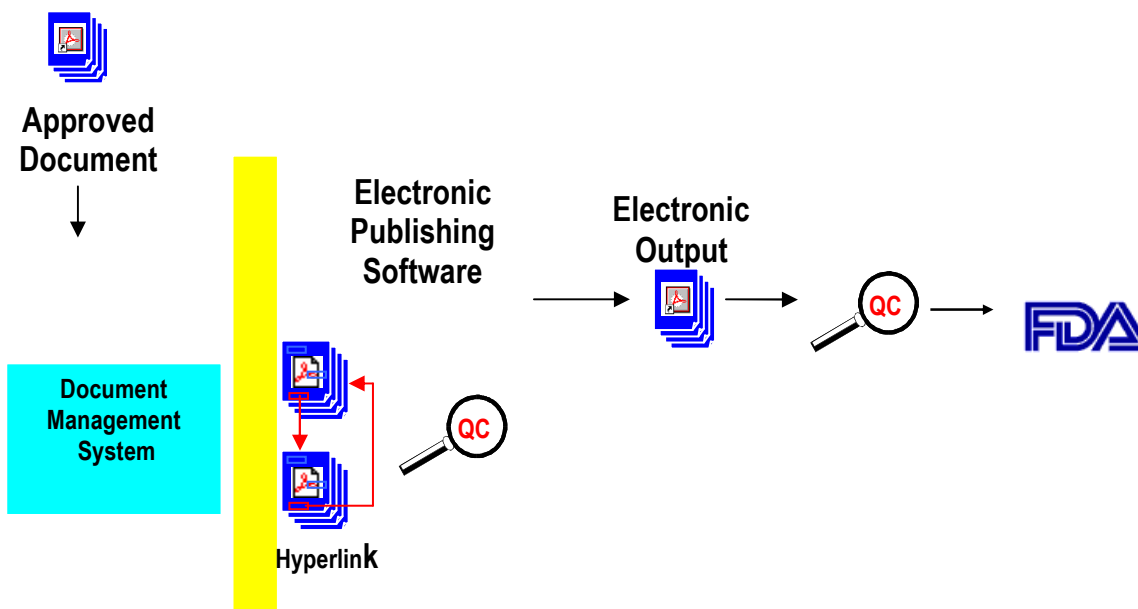 Approved
Document
Electronic
Publishing
Software
Electronic
Output
QC
FDA
Document
Management
System
QC
Hyperlink